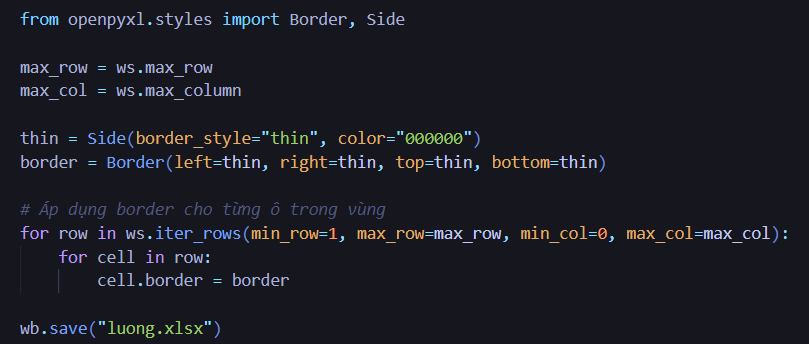 from openpyxl.styles import Border, Side
max_row = ws.max_row
max_col = ws.max_column
thin = Side(border_style="thin", color="000000")
border = Border(left=thin, right=thin, top=thin, bottom=thin)
# Áp dụng border cho từng ô trong vùng
for row in ws.iter_rows(min_row=1, max_row=max_row, min_col=0, max_col=max_col):
    for cell in row:
        cell.border = border
wb.save("luong.xlsx")